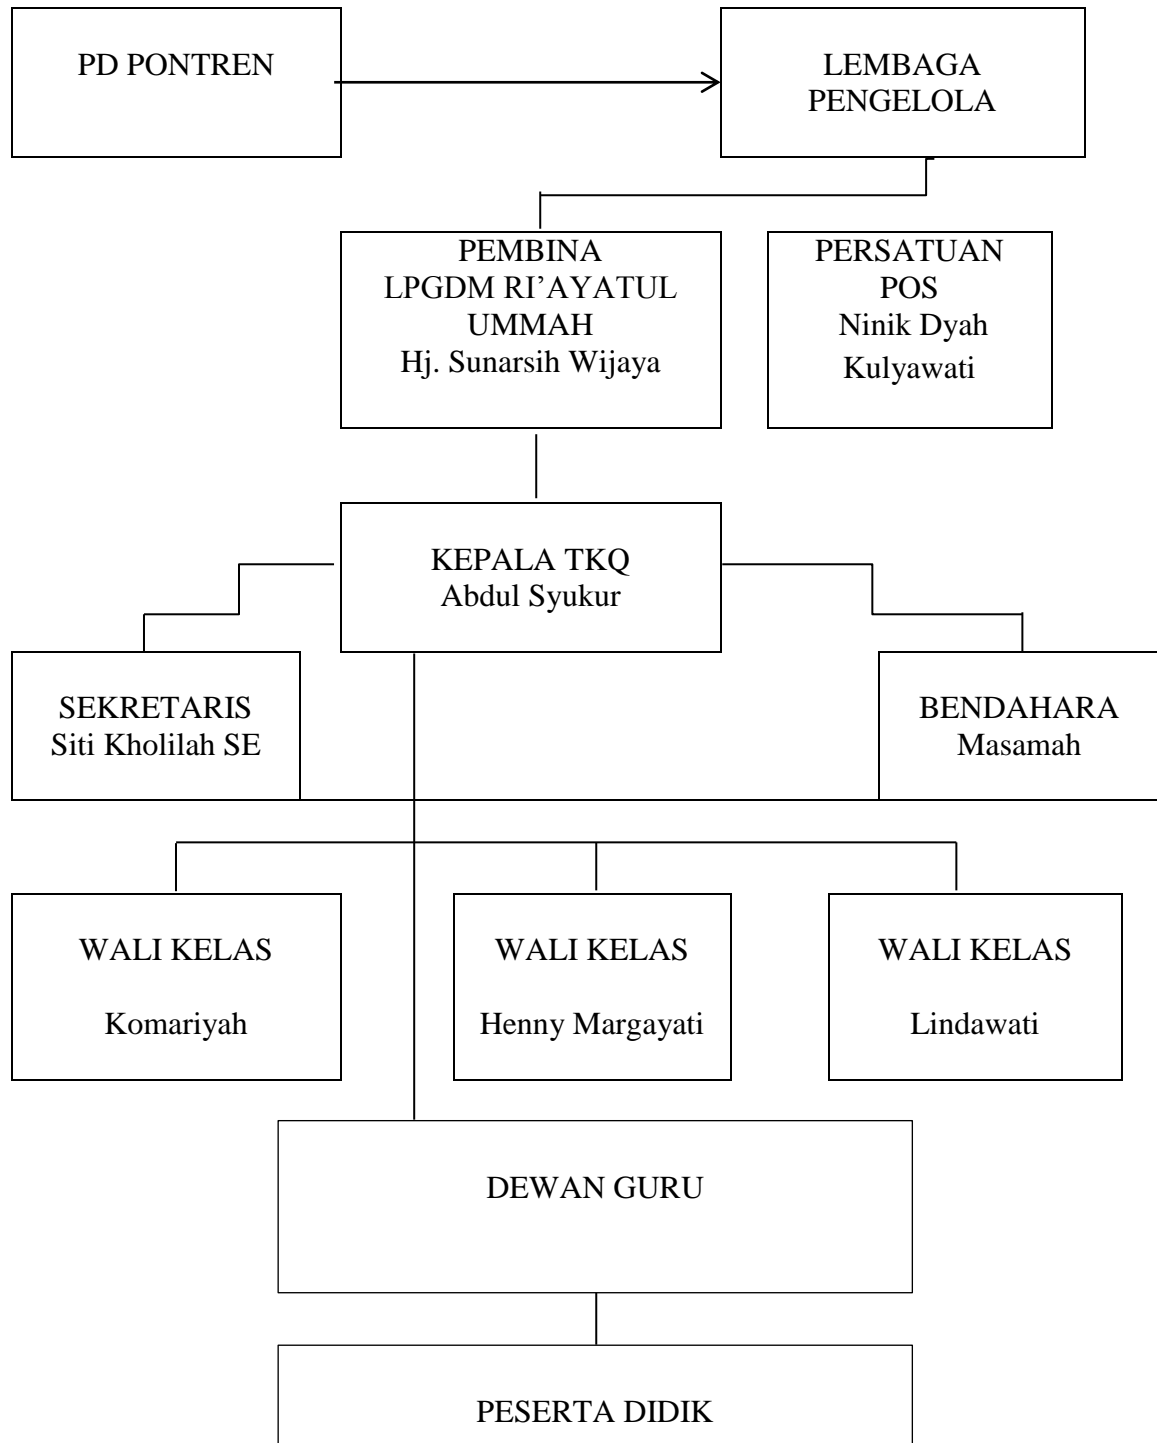 PD PONTREN
LEMBAGA
PENGELOLA
PEMBINA
LPGDM RI’AYATUL
UMMAH
Hj. Sunarsih Wijaya
PERSATUAN
POS
Ninik Dyah
Kulyawati
KEPALA TKQ
Abdul Syukur
SEKRETARIS
Siti Kholilah SE
BENDAHARA
Masamah
WALI KELAS
Komariyah
WALI KELAS
Henny Margayati
WALI KELAS
Lindawati
DEWAN GURU
PESERTA DIDIK